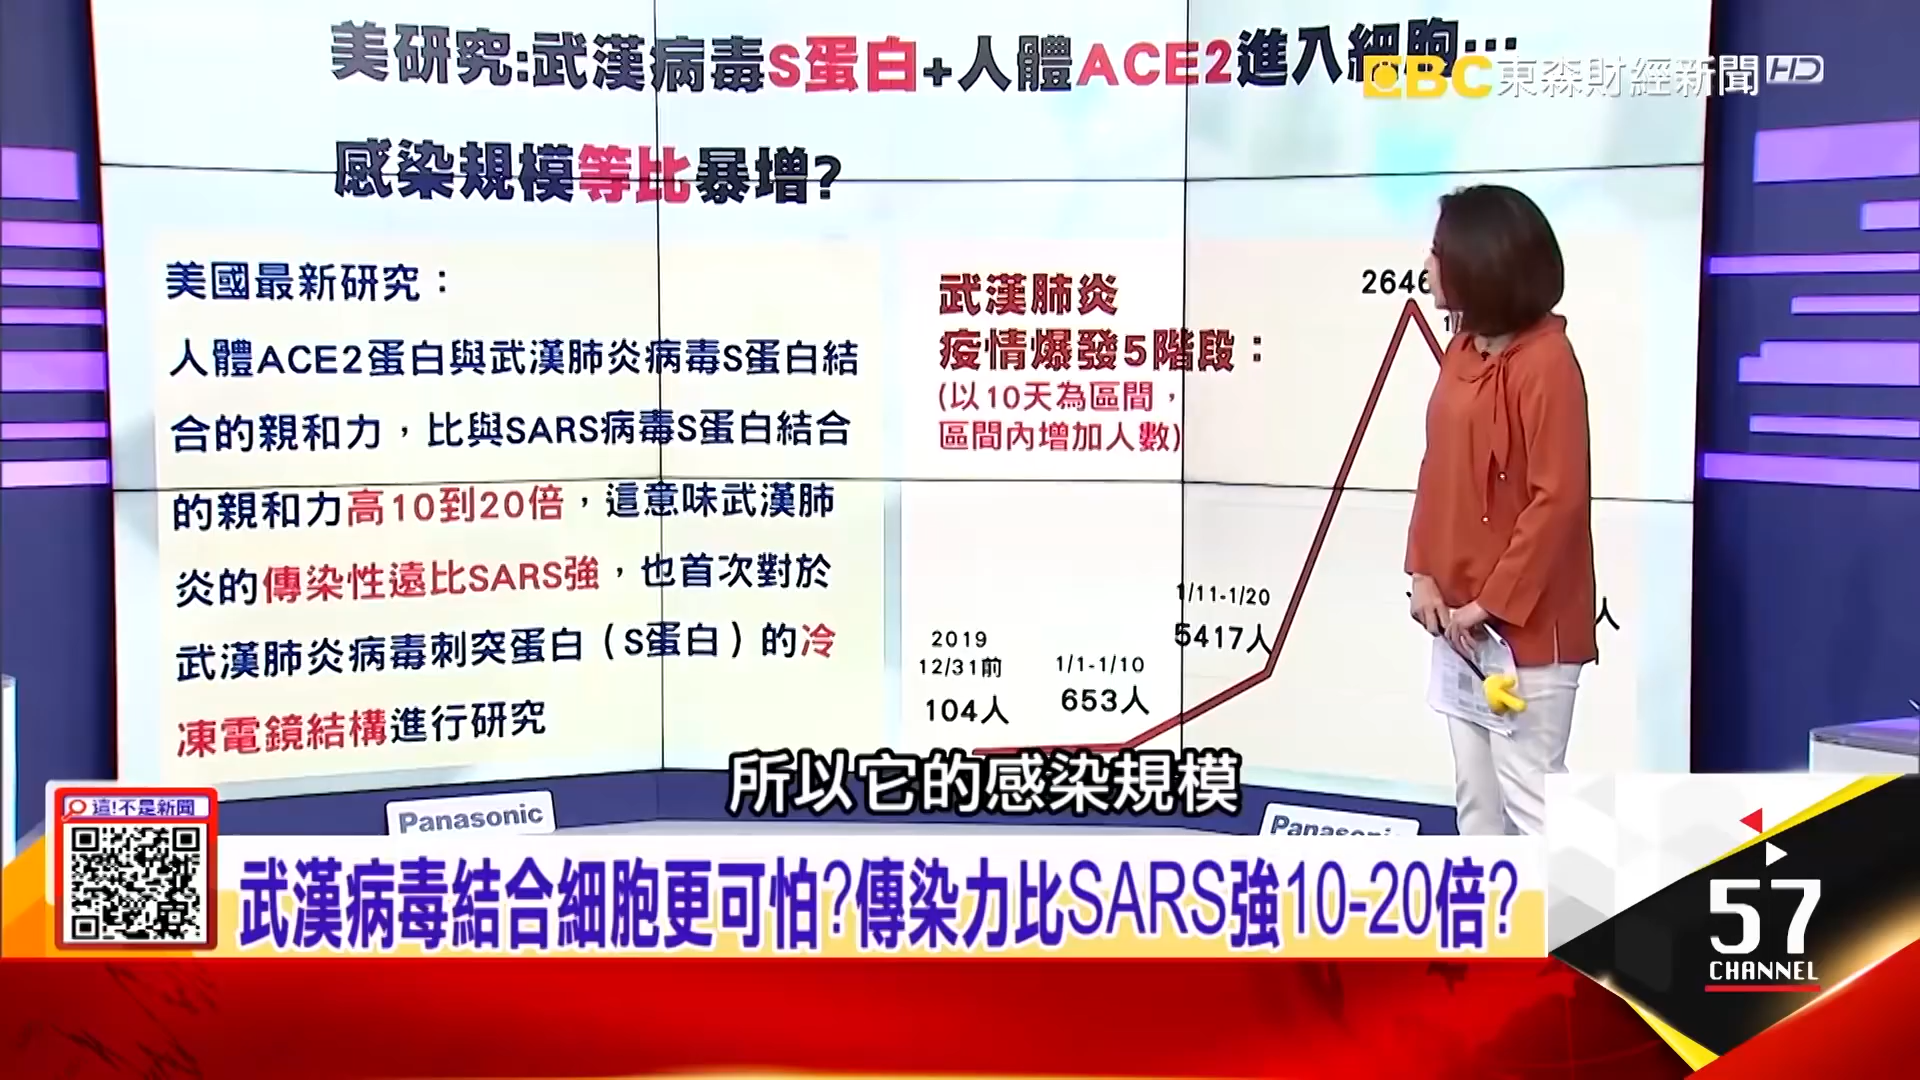 美研究:武漢病毒S蛋白+人體ACE2進入細胞…
EBC東森財經新聞HD
感染規模等比暴增?
美國最新研究：
人體ACE2蛋白與武漢肺炎病毒S蛋白結
合的親和力，比與SARS病毒S蛋白結合
的親和力高10到20倍，這意味武漢肺
炎的傳染性遠比SARS強，也首次對於
武漢肺炎病毒刺突蛋白（S蛋白）的冷
凍電鏡結構進行研究
武漢肺炎
疫情爆發5階段：
(以10天為區間，
區間內增加人數)
2646
1/
2019
12/31前
104人
1/1-1/10
653人
1/11-1/20
5417人
人
所以它的感染規模
Panasonic
Panasonic
這!不是新聞
武漢病毒結合細胞更可怕?傳染力比SARS強10-20倍?
57
CHANNEL